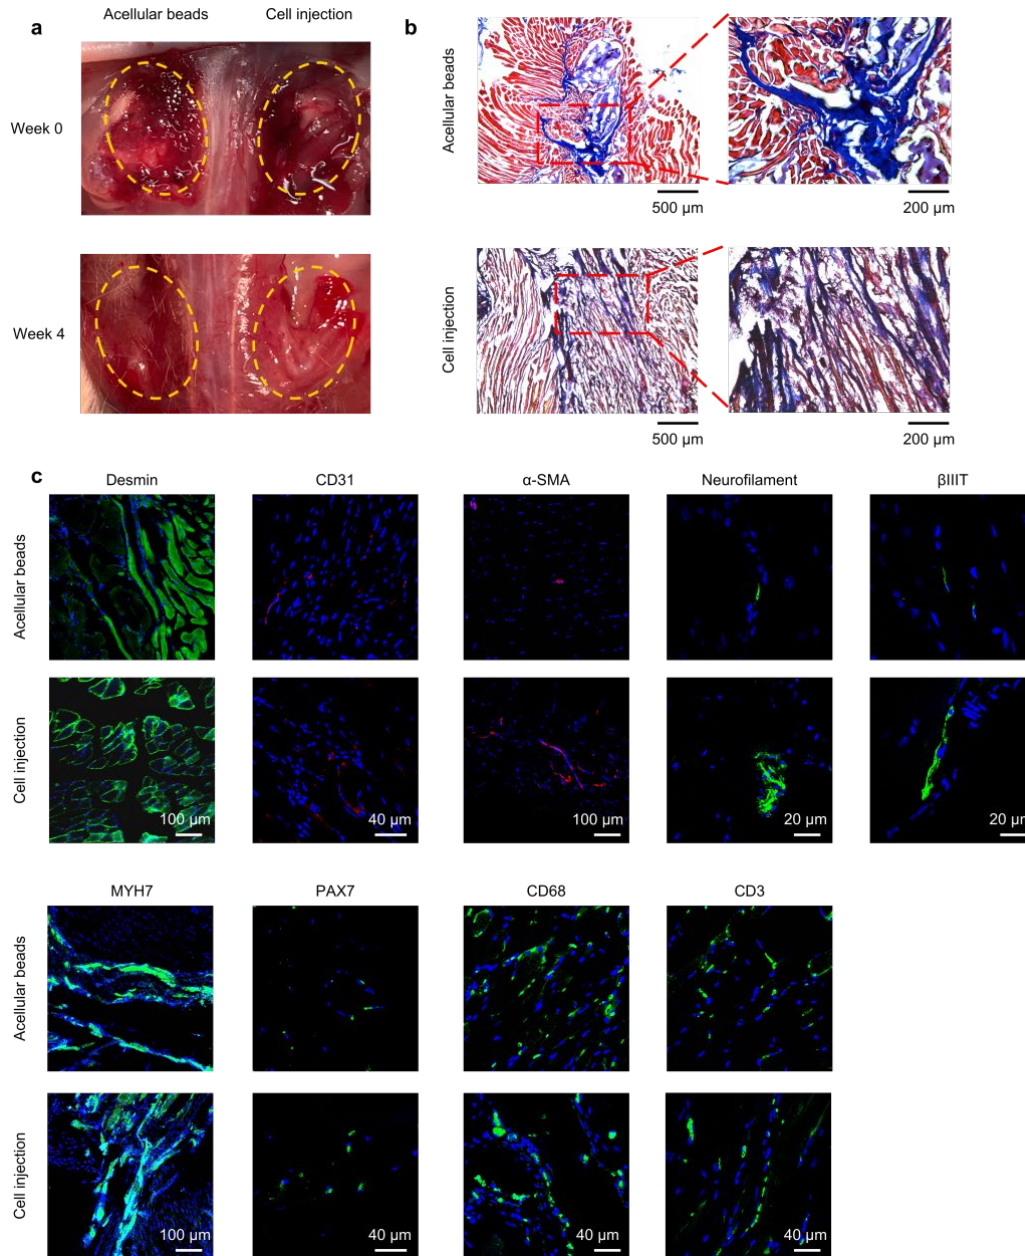 Acellular beads
Cell injection
a
Week 0
Week 4
b
Acellular beads
500 µm
200 µm
Cell injection
500 µm
200 µm
c
Desmin
CD31
α-SMA
Neurofilament
βIIIT
Acellular beads
Cell injection
100 µm
40 µm
100 µm
20 µm
20 µm
MYH7
PAX7
CD68
CD3
Acellular beads
Cell injection
100 µm
40 µm
40 µm
40 µm